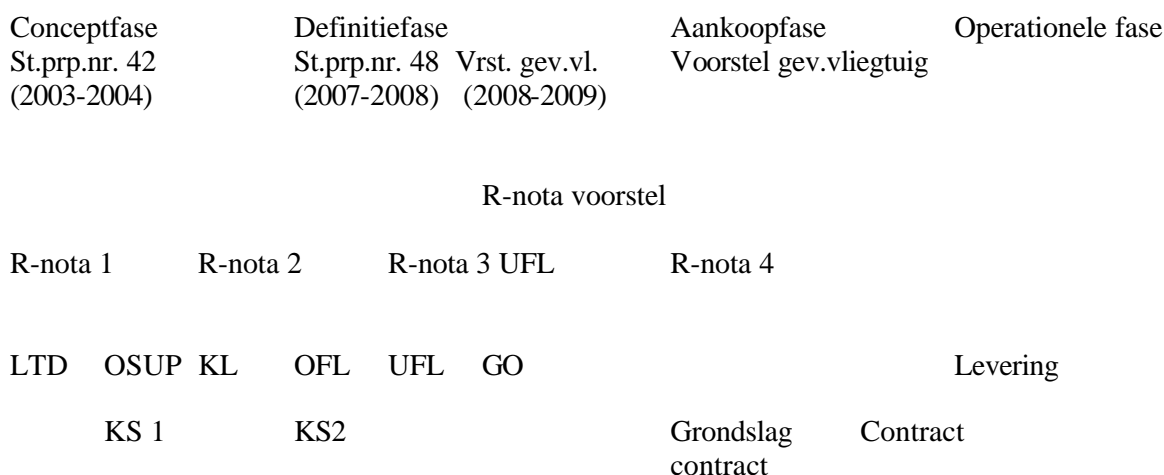 Conceptfase Definitiefase Aankoopfase Operationele fase
St.prp.nr. 42 St.prp.nr. 48 Vrst. gev.vl. Voorstel gev.vliegtuig
(2003-2004) (2007-2008) (2008-2009)
R-nota voorstel
R-nota 1 R-nota 2 R-nota 3 UFL R-nota 4
LTD OSUP KL OFL UFL GO Levering
KS 1 KS2 Grondslag Contract
contract